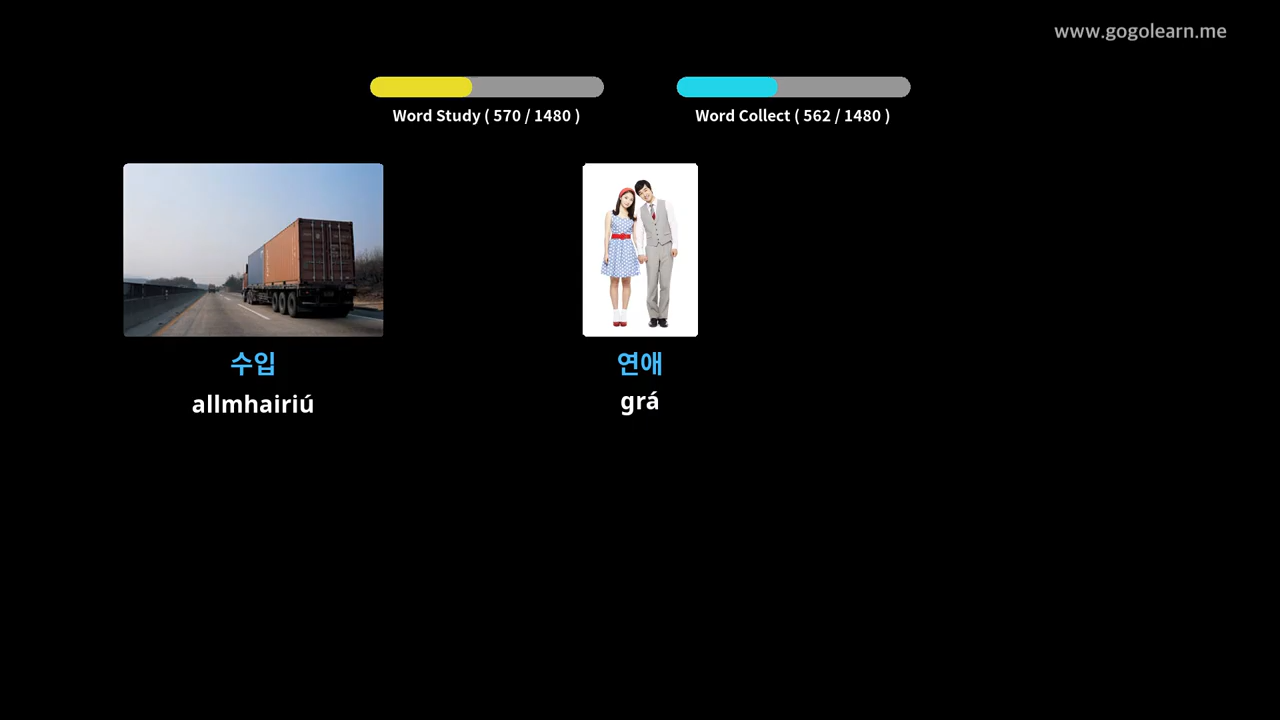 www.gogolearn.me
Word Study ( 570 / 1480 )
Word Collect ( 562 / 1480 )
수입
allmhairiú
연애
grá